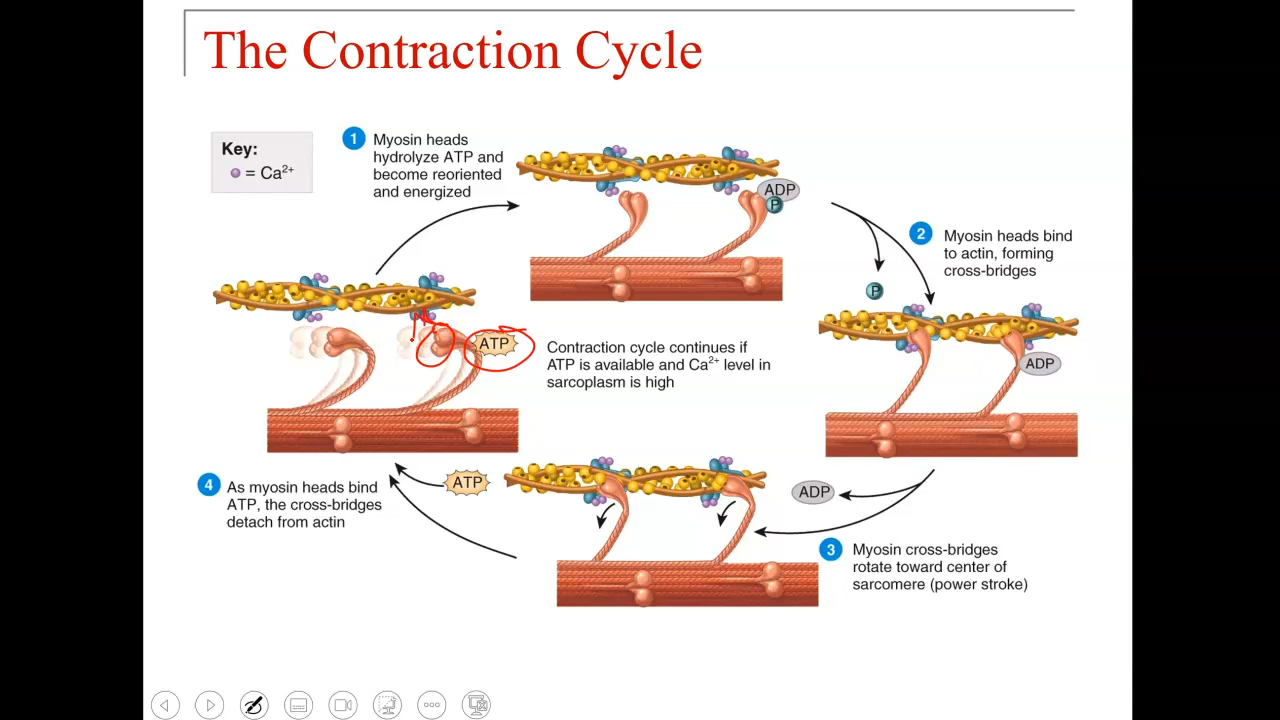 The Contraction Cycle
Key:
= Ca2+
1
Myosin heads
hydrolyze ATP and
become reoriented
and energized
ADP
P
2
Myosin heads bind
to actin, forming
cross-bridges
P
ADP
ATP
Contraction cycle continues if
ATP is available and Ca2+ level in
sarcoplasm is high
4
As myosin heads bind
ATP, the cross-bridges
detach from actin
ATP
ADP
3
Myosin cross-bridges
rotate toward center of
sarcomere (power stroke)